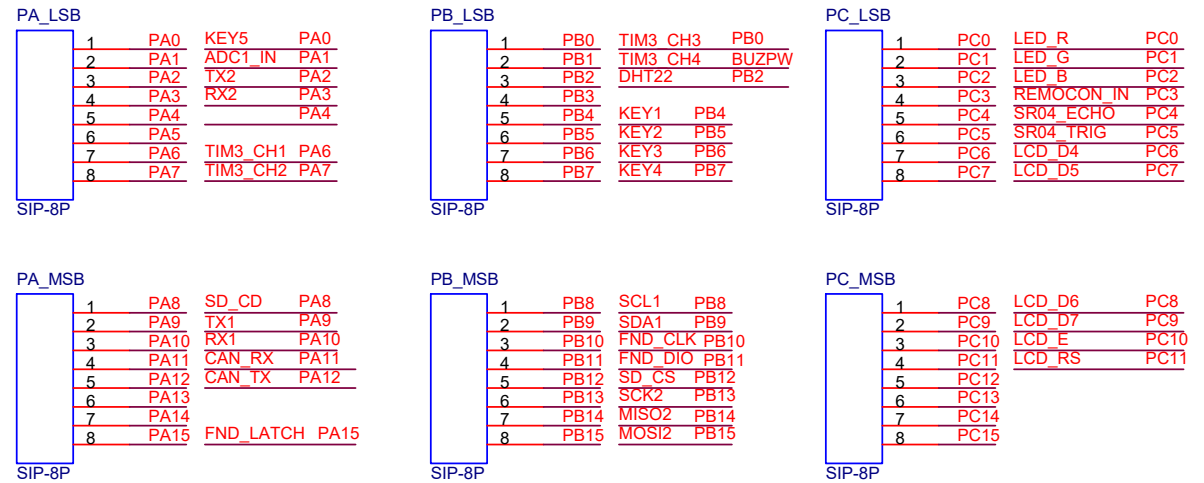 PA_LSB
1 PA0 KEY5 PA0
2 PA1 ADC1_IN PA1
3 PA2 TX2 PA2
4 PA3 RX2 PA3
5 PA4 PA4
6 PA5
7 PA6 TIM3_CH1 PA6
8 PA7 TIM3_CH2 PA7
SIP-8P
PB_LSB
1 PB0 TIM3_CH3 PB0
2 PB1 TIM3_CH4 BUZPW
3 PB2 DHT22 PB2
4 PB3
5 PB4 KEY1 PB4
6 PB5 KEY2 PB5
7 PB6 KEY3 PB6
8 PB7 KEY4 PB7
SIP-8P
PC_LSB
1 PC0 LED_R PC0
2 PC1 LED_G PC1
3 PC2 LED_B PC2
4 PC3 REMOCON_IN PC3
5 PC4 SR04_ECHO PC4
6 PC5 SR04_TRIG PC5
7 PC6 LCD_D4 PC6
8 PC7 LCD_D5 PC7
SIP-8P
PA_MSB
1 PA8 SD_CD PA8
2 PA9 TX1 PA9
3 PA10 RX1 PA10
4 PA11 CAN_RX PA11
5 PA12 CAN_TX PA12
6 PA13
7 PA14
8 PA15 FND_LATCH PA15
SIP-8P
PB_MSB
1 PB8 SCL1 PB8
2 PB9 SDA1 PB9
3 PB10 FND_CLK PB10
4 PB11 FND_DIO PB11
5 PB12 SD_CS PB12
6 PB13 SCK2 PB13
7 PB14 MISO2 PB14
8 PB15 MOSI2 PB15
SIP-8P
PC_MSB
1 PC8 LCD_D6 PC8
2 PC9 LCD_D7 PC9
3 PC10 LCD_E PC10
4 PC11 LCD_RS PC11
5 PC12
6 PC13
7 PC14
8 PC15
SIP-8P